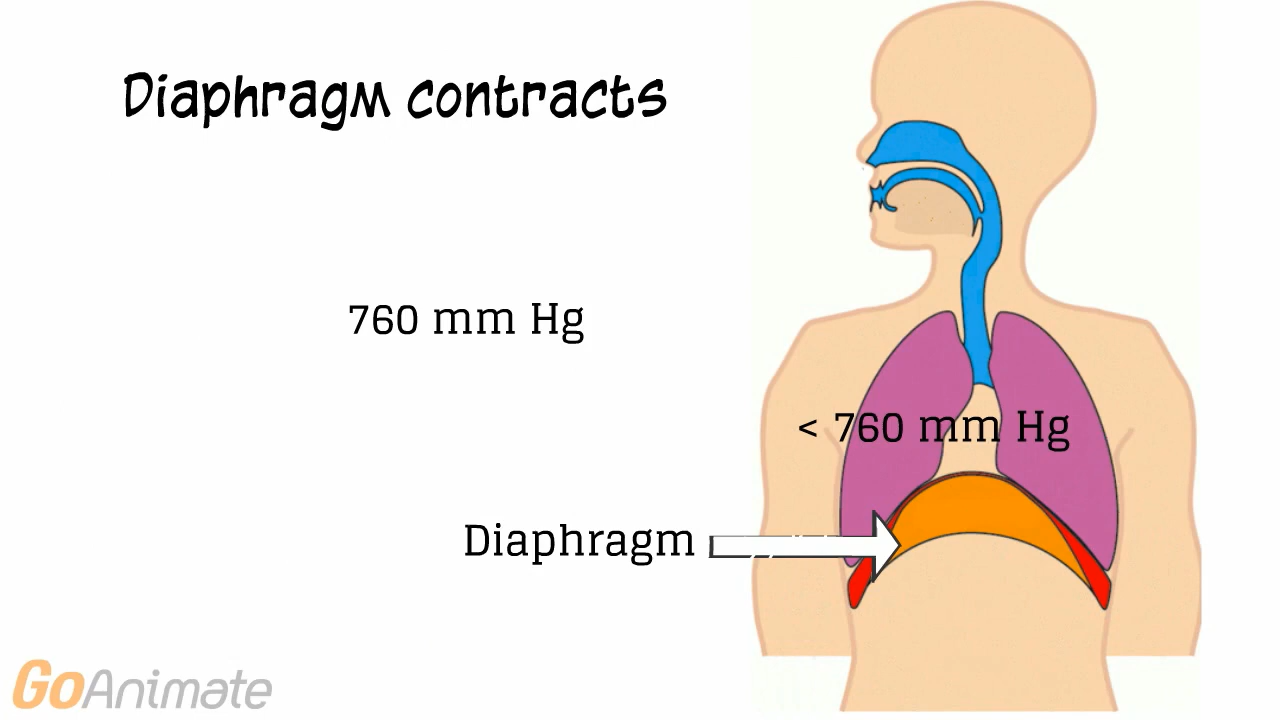 Diaphragm contracts
760 mm Hg
< 760 mm Hg
Diaphragm
GoAnimate